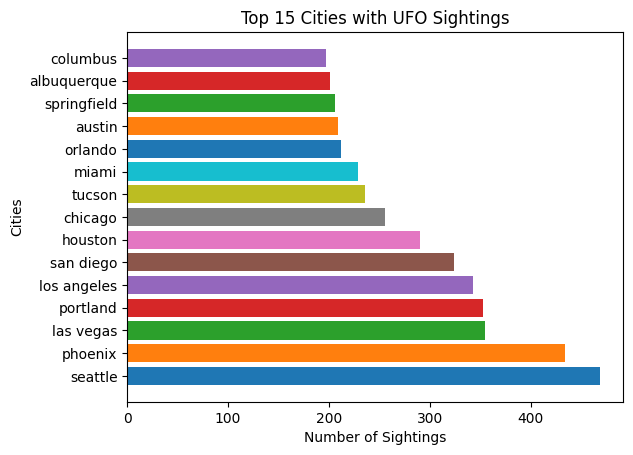 Top 15 Cities with UFO Sightings
Cities
columbus
albuquerque
springfield
austin
orlando
miami
tucson
chicago
houston
san diego
los angeles
portland
las vegas
phoenix
seattle
0 100 200 300 400
Number of Sightings